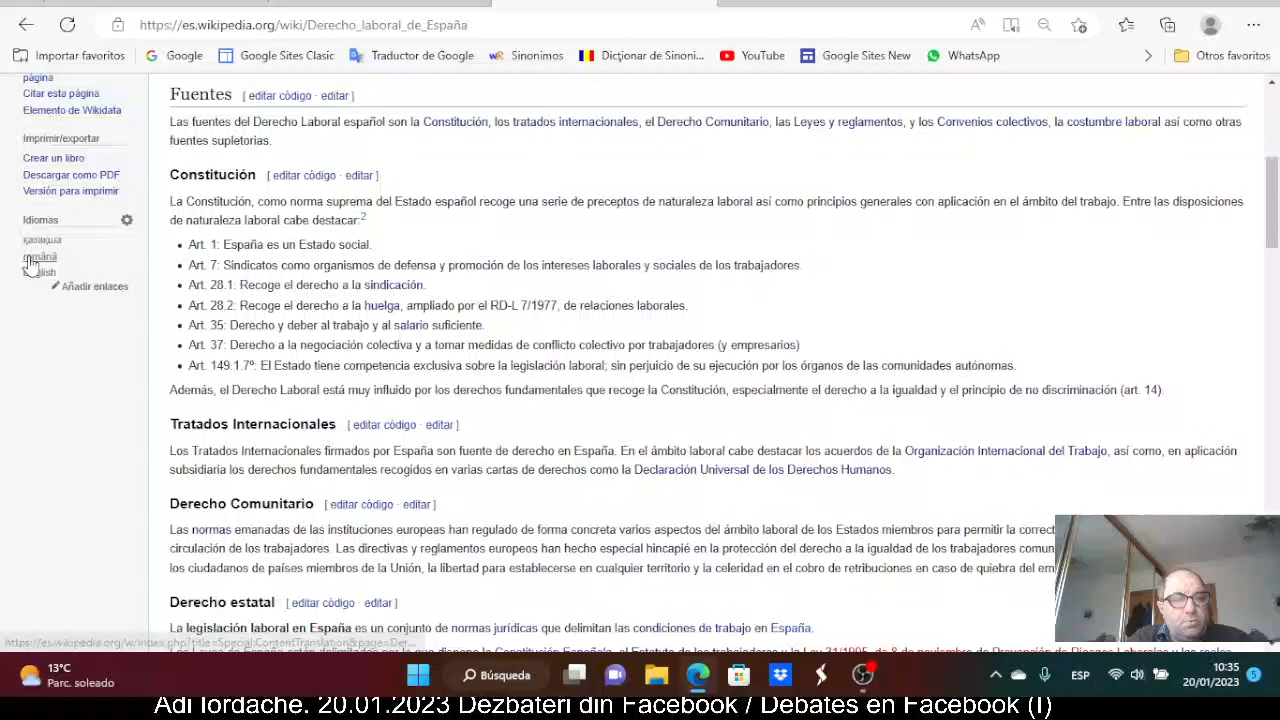 https://es.wikipedia.org/wiki/Derecho_laboral_de_España
Importar favoritos
Google
Google Sites Clasic
Traductor de Google
Sinonimos
Dicţionar de Sinoni...
YouTube
Google Sites New
WhatsApp
Otros favoritos
página
Citar esta página
Elemento de Wikidata
Imprimir/exportar
Crear un libro
Descargar como PDF
Versión para imprimir
Idiomas
română
Añadir enlaces
Fuentes [ editar código · editar ]
Las fuentes del Derecho Laboral español son la Constitución, los tratados internacionales, el Derecho Comunitario, las Leyes y reglamentos, y los Convenios colectivos, la costumbre laboral así como otras
fuentes supletorias.
Constitución [ editar código · editar ]
La Constitución, como norma suprema del Estado español recoge una serie de preceptos de naturaleza laboral así como principios generales con aplicación en el ámbito del trabajo. Entre las disposiciones
de naturaleza laboral cabe destacar:2
• Art. 1: España es un Estado social.
• Art. 7: Sindicatos como organismos de defensa y promoción de los intereses laborales y sociales de los trabajadores.
• Art. 28.1. Recoge el derecho a la sindicación.
• Art. 28.2: Recoge el derecho a la huelga, ampliado por el RD-L 7/1977, de relaciones laborales.
• Art. 35: Derecho y deber al trabajo y al salario suficiente.
• Art. 37: Derecho a la negociación colectiva y a tomar medidas de conflicto colectivo por trabajadores (y empresarios)
• Art. 149.1.7º: El Estado tiene competencia exclusiva sobre la legislación laboral; sin perjuicio de su ejecución por los órganos de las comunidades autónomas.
Además, el Derecho Laboral está muy influido por los derechos fundamentales que recoge la Constitución, especialmente el derecho a la igualdad y el principio de no discriminación (art. 14).
Tratados Internacionales [ editar código · editar ]
Los Tratados Internacionales firmados por España son fuente de derecho en España. En el ámbito laboral cabe destacar los acuerdos de la Organización Internacional del Trabajo, así como, en aplicación
subsidiaria los derechos fundamentales recogidos en varias cartas de derechos como la Declaración Universal de los Derechos Humanos.
Derecho Comunitario [ editar código · editar ]
Las normas emanadas de las instituciones europeas han regulado de forma concreta varios aspectos del ámbito laboral de los Estados miembros para permitir la correct
circulación de los trabajadores. Las directivas y reglamentos europeos han hecho especial hincapié en la protección del derecho a la igualdad de los trabajadores comun
los ciudadanos de países miembros de la Unión, la libertad para establecerse en cualquier territorio y la celeridad en el cobro de retribuciones en caso de quiebra del em
Derecho estatal [ editar código · editar ]
La legislación laboral en España es un conjunto de normas jurídicas que delimitan las condiciones de trabajo en España.
https://es.wikipedia.org/w/index.php?title=Special:ContentTranslation&page=Der...
13°C
Parc. soleado
Búsqueda
ESP
10:35
20/01/2023
5
Adi Iordache. 20.01.2023 Dezbateri din Facebook / Debates en Facebook (I)